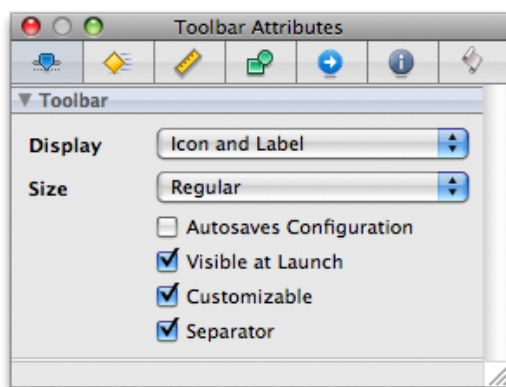 Toolbar Attributes
Toolbar
Display Icon and Label
Size Regular
Autosaves Configuration
Visible at Launch
Customizable
Separator